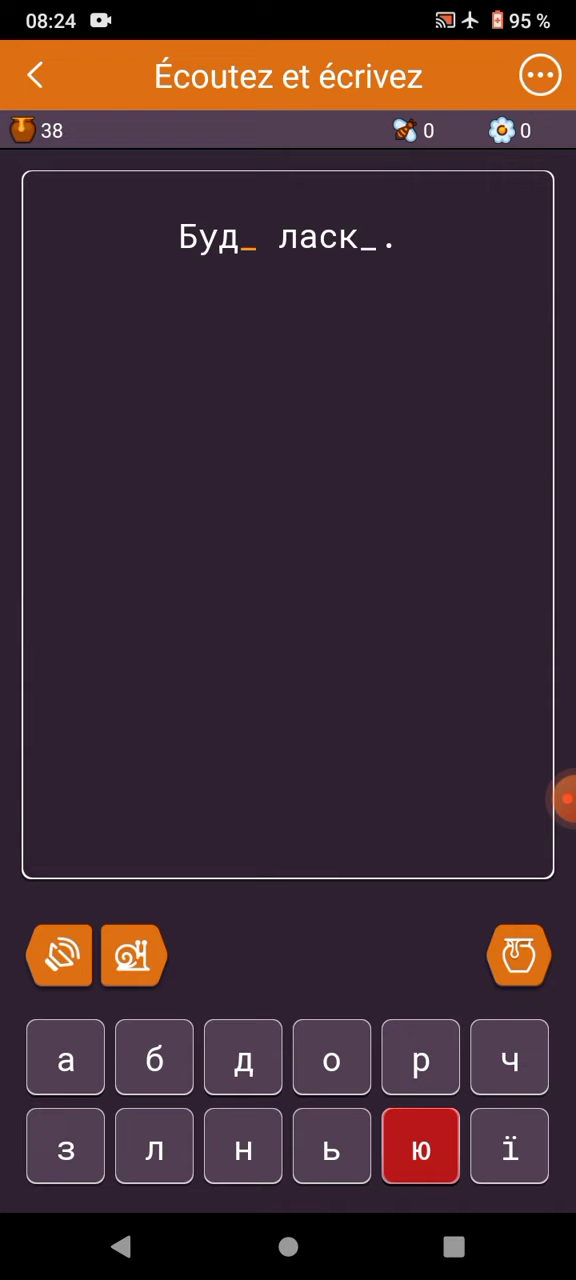 08:24 95 %
Écoutez et écrivez
38 0 0
Буд_ ласк_.
а б д о р ч
з л н ь ю ї